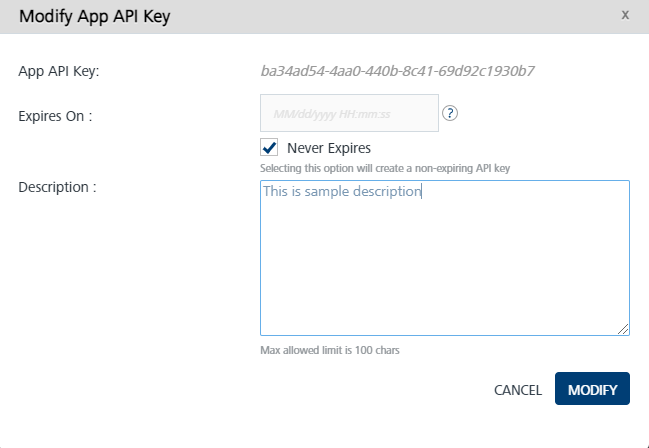 Modify App API Key
x
App API Key: ba34ad54-4aa0-440b-8c41-69d92c1930b7
Expires On : MM/dd/yyyy HH:mm:ss ?
Never Expires
Selecting this option will create a non-expiring API key
Description : This is sample description
Max allowed limit is 100 chars
CANCEL MODIFY